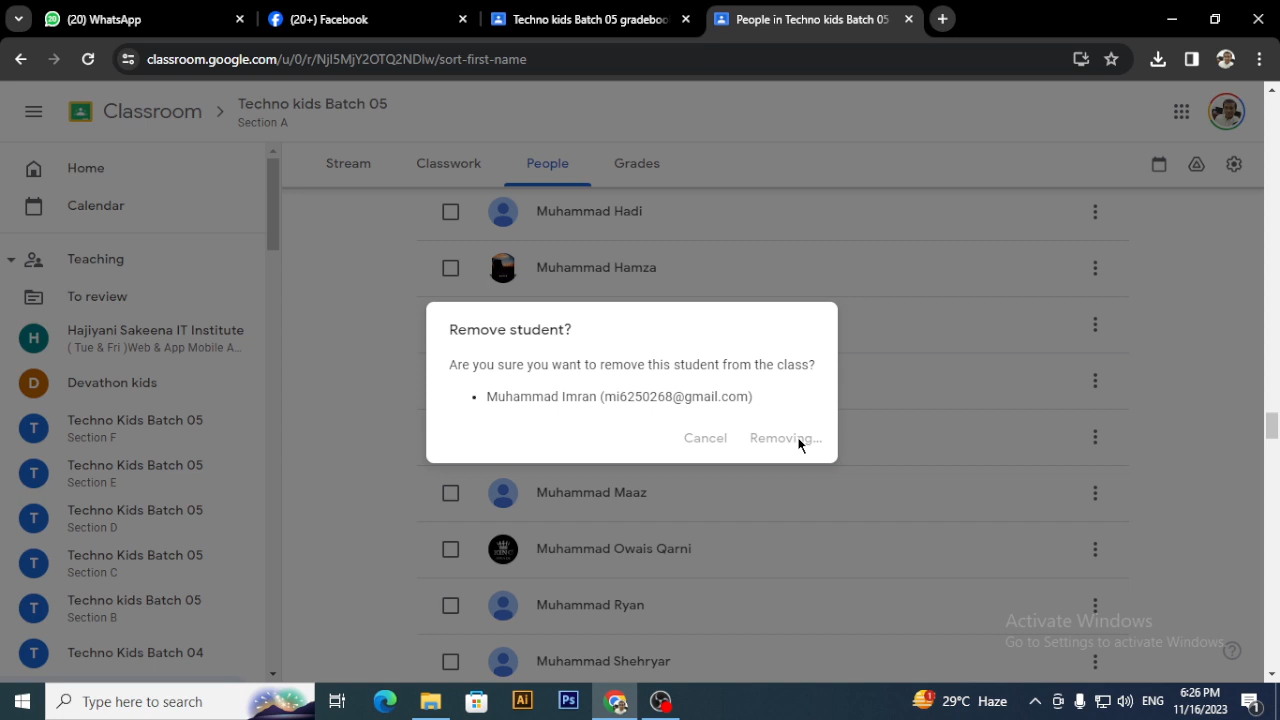 (20) WhatsApp
(20+) Facebook
Techno kids Batch 05 gradeboo
People in Techno kids Batch 05
classroom.google.com/u/0/r/NjI5MjY2OTQ2NDIw/sort-first-name
Classroom
Techno kids Batch 05
Section A
Stream
Classwork
People
Grades
Home
Calendar
Teaching
To review
H
Hajiyani Sakeena IT Institute
( Tue & Fri )Web & App Mobile A...
D
Devathon kids
T
Techno Kids Batch 05
Section F
T
Techno Kids Batch 05
Section E
T
Techno Kids Batch 05
Section D
T
Techno Kids Batch 05
Section C
T
Techno kids Batch 05
Section B
T
Techno Kids Batch 04
Muhammad Hadi
Muhammad Hamza
Remove student?
Are you sure you want to remove this student from the class?
• Muhammad Imran (mi6250268@gmail.com)
Cancel
Removing...
Muhammad Maaz
Muhammad Owais Qarni
Muhammad Ryan
Muhammad Shehryar
Activate Windows
Go to Settings to activate Windows.
Type here to search
Ai
Ps
1
29°C Haze
ENG
6:26 PM
11/16/2023
1